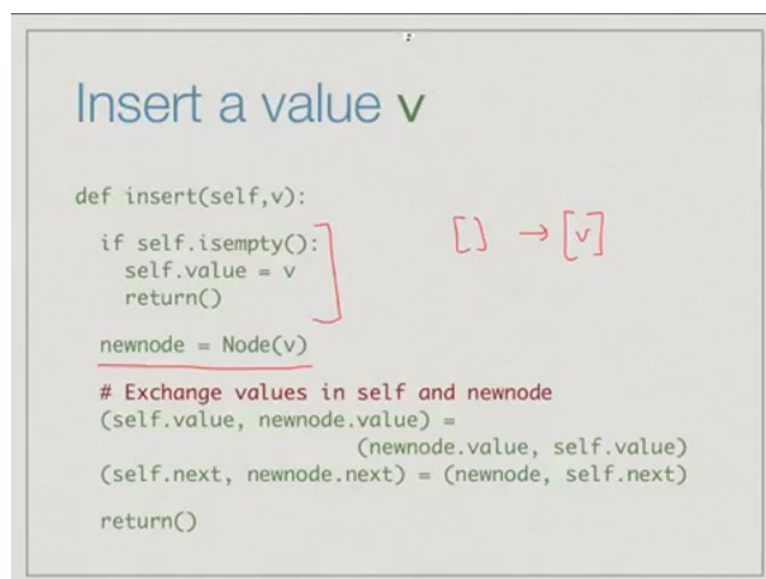 Insert a value v
def insert(self,v):
if self.isempty():
self.value = v
return()
[] → [v]
newnode = Node(v)
# Exchange values in self and newnode
(self.value, newnode.value) =
(newnode.value, self.value)
(self.next, newnode.next) = (newnode, self.next)
return()